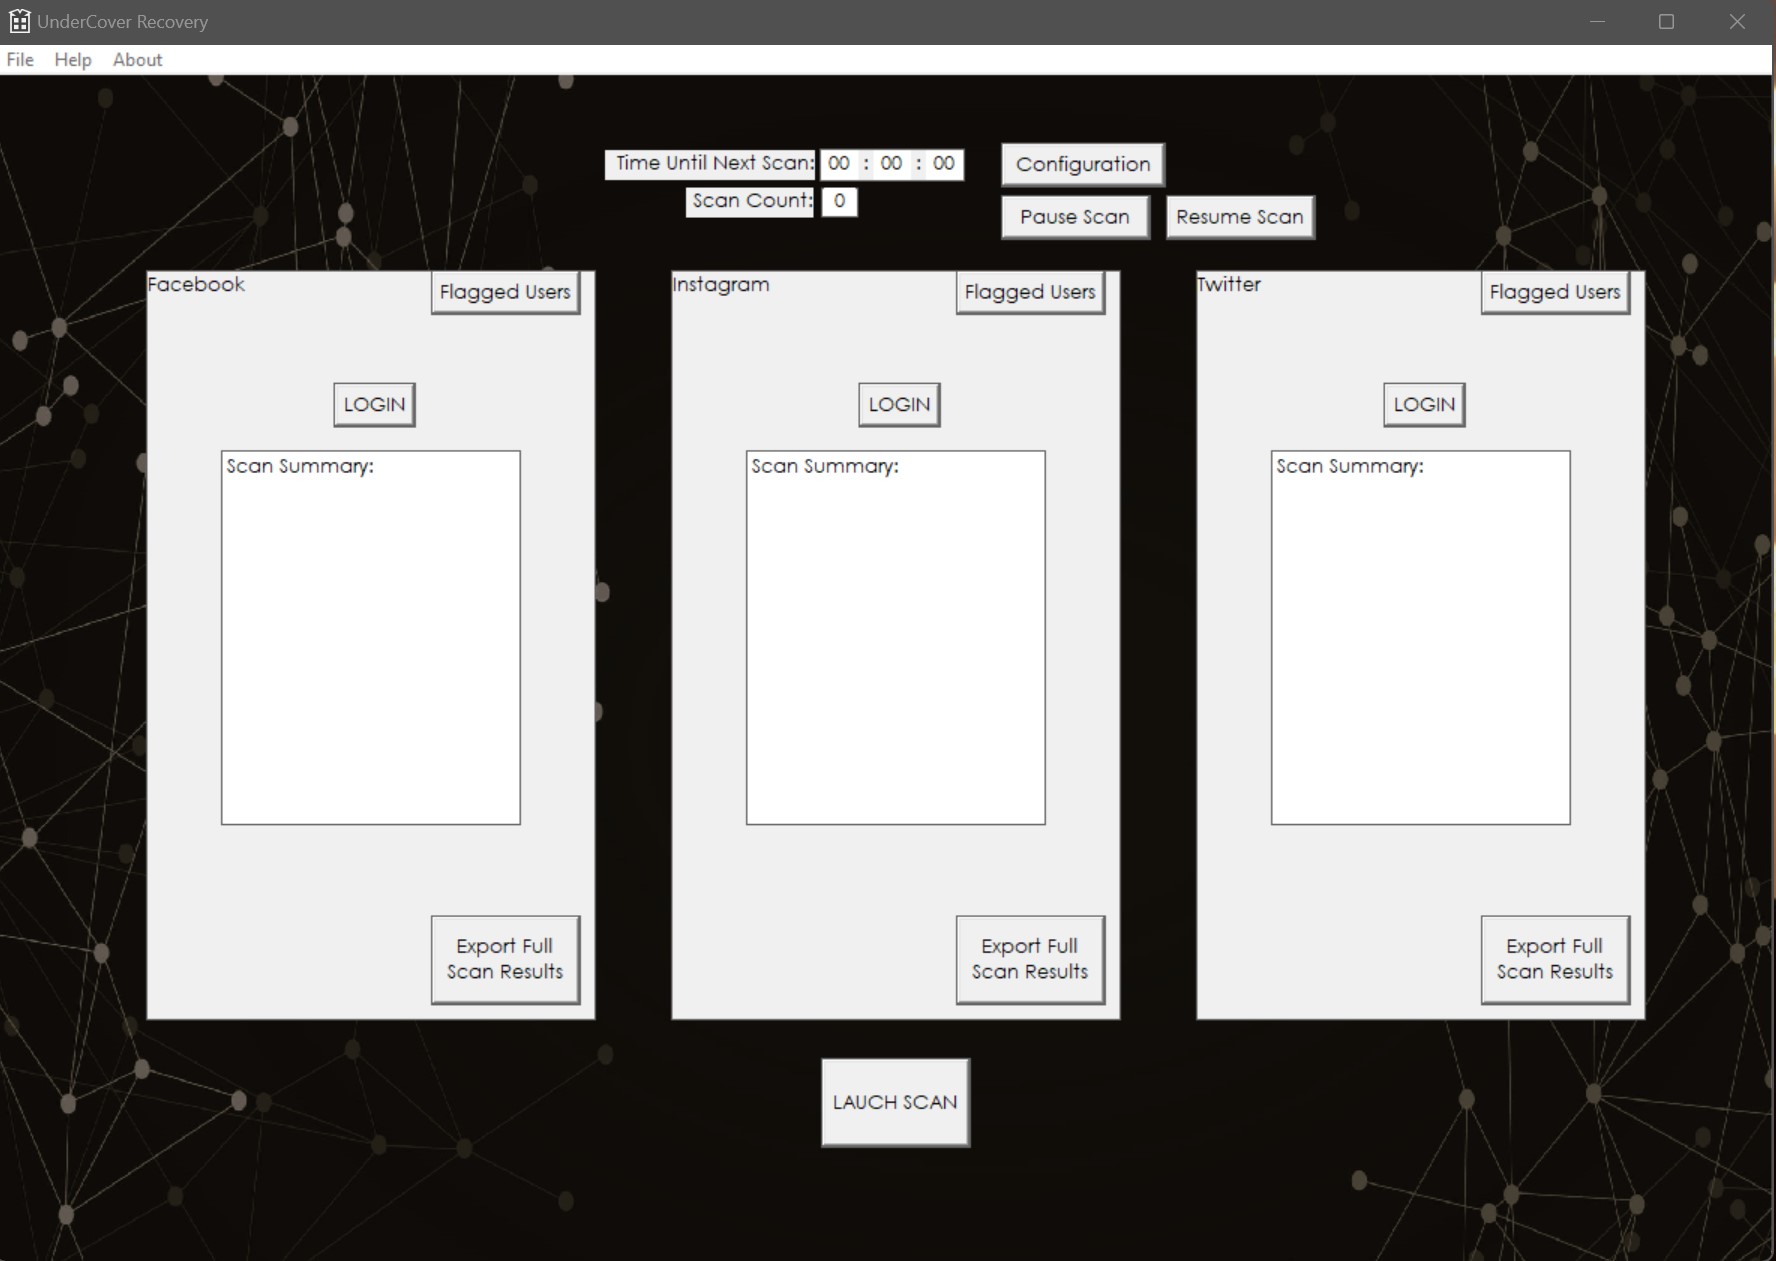 UnderCover Recovery
File Help About
Time Until Next Scan: 00 : 00 : 00 Configuration
Scan Count: 0 Pause Scan Resume Scan
Facebook Flagged Users
LOGIN
Scan Summary:
Export Full
Scan Results
Instagram Flagged Users
LOGIN
Scan Summary:
Export Full
Scan Results
Twitter Flagged Users
LOGIN
Scan Summary:
Export Full
Scan Results
LAUCH SCAN